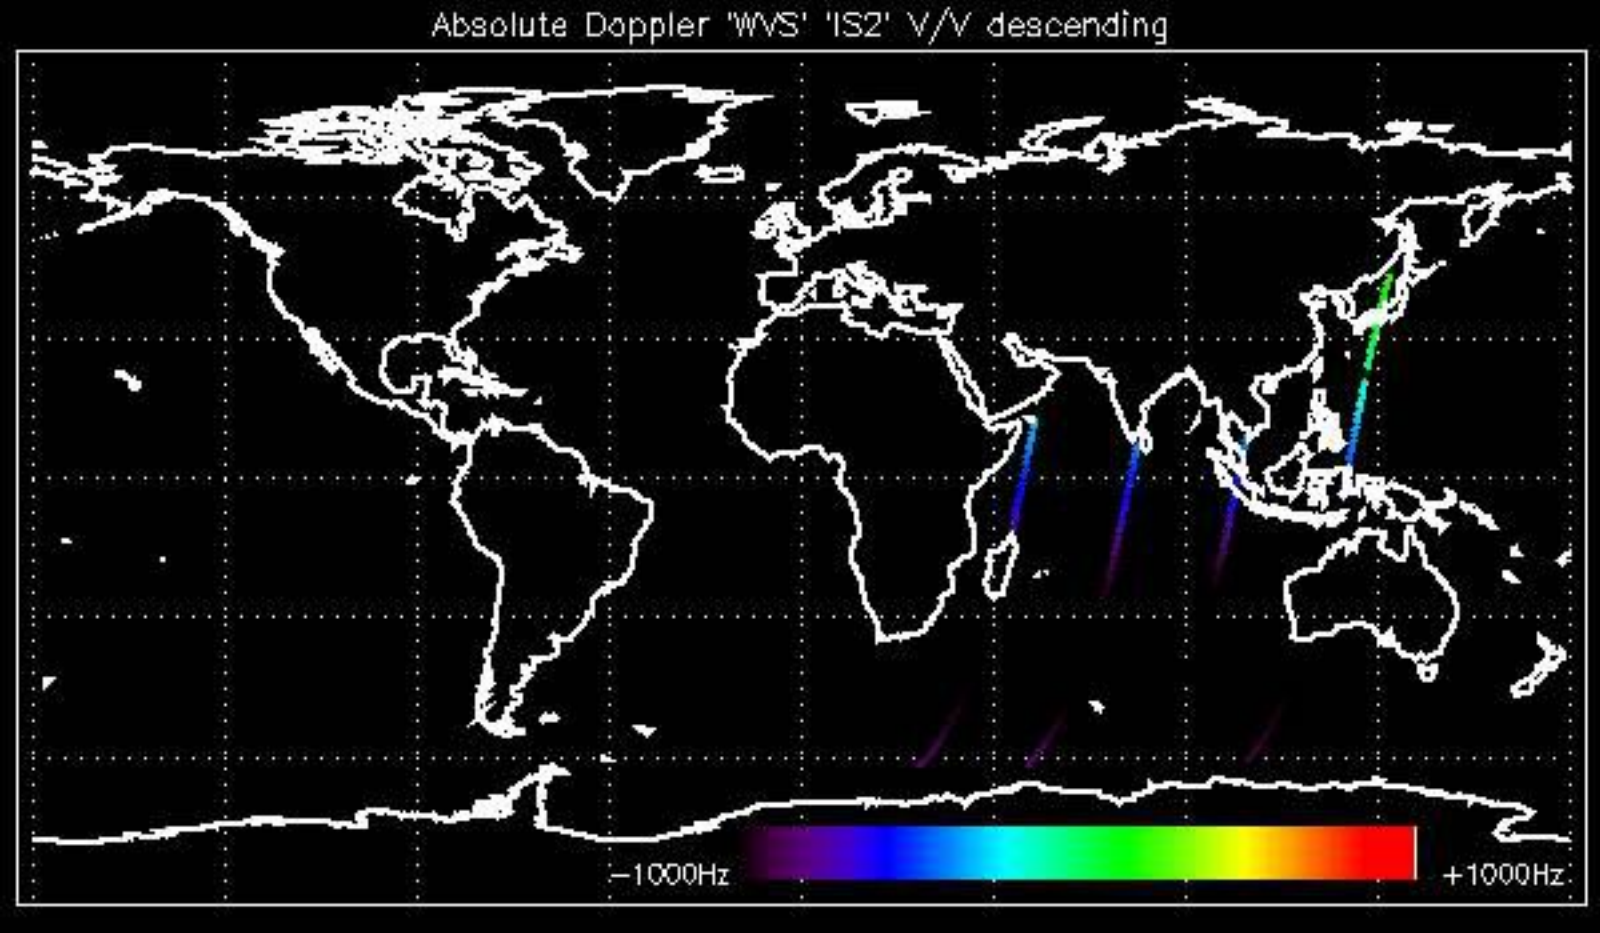 Absolute Doppler 'WVS' 'IS2' V/V descending
-1000Hz +1000Hz